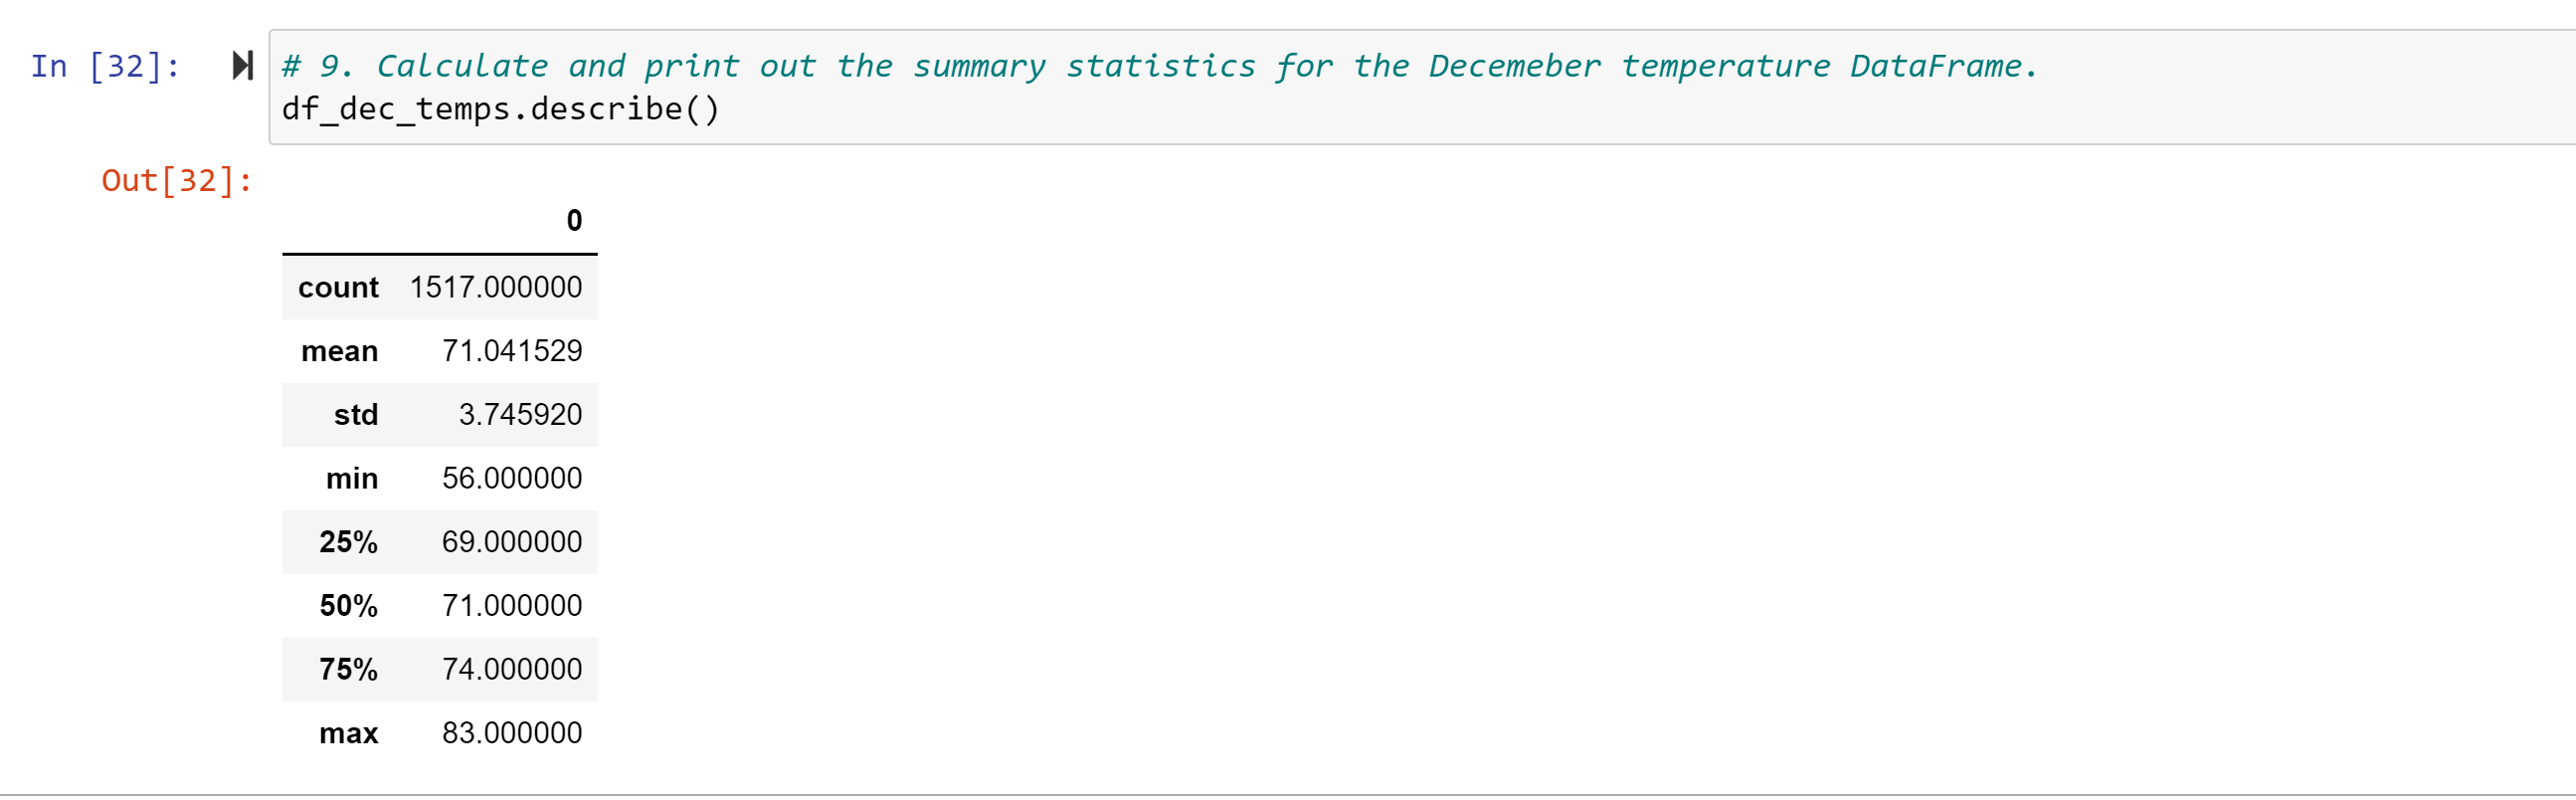 In [32]: # 9. Calculate and print out the summary statistics for the Decemeber temperature DataFrame.
df_dec_temps.describe()
Out[32]:
0
count 1517.000000
mean 71.041529
std 3.745920
min 56.000000
25% 69.000000
50% 71.000000
75% 74.000000
max 83.000000